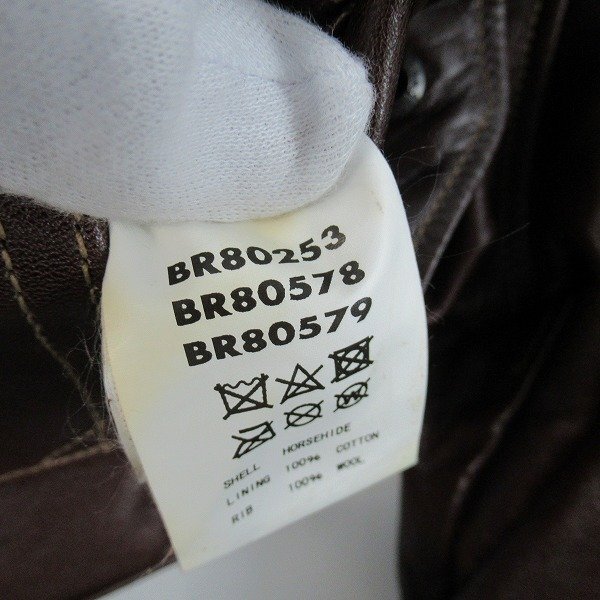 BR80253
BR80578
BR80579
SHELL HORSEHIDE
LINING 100% COTTON
RIB 100% WOOL